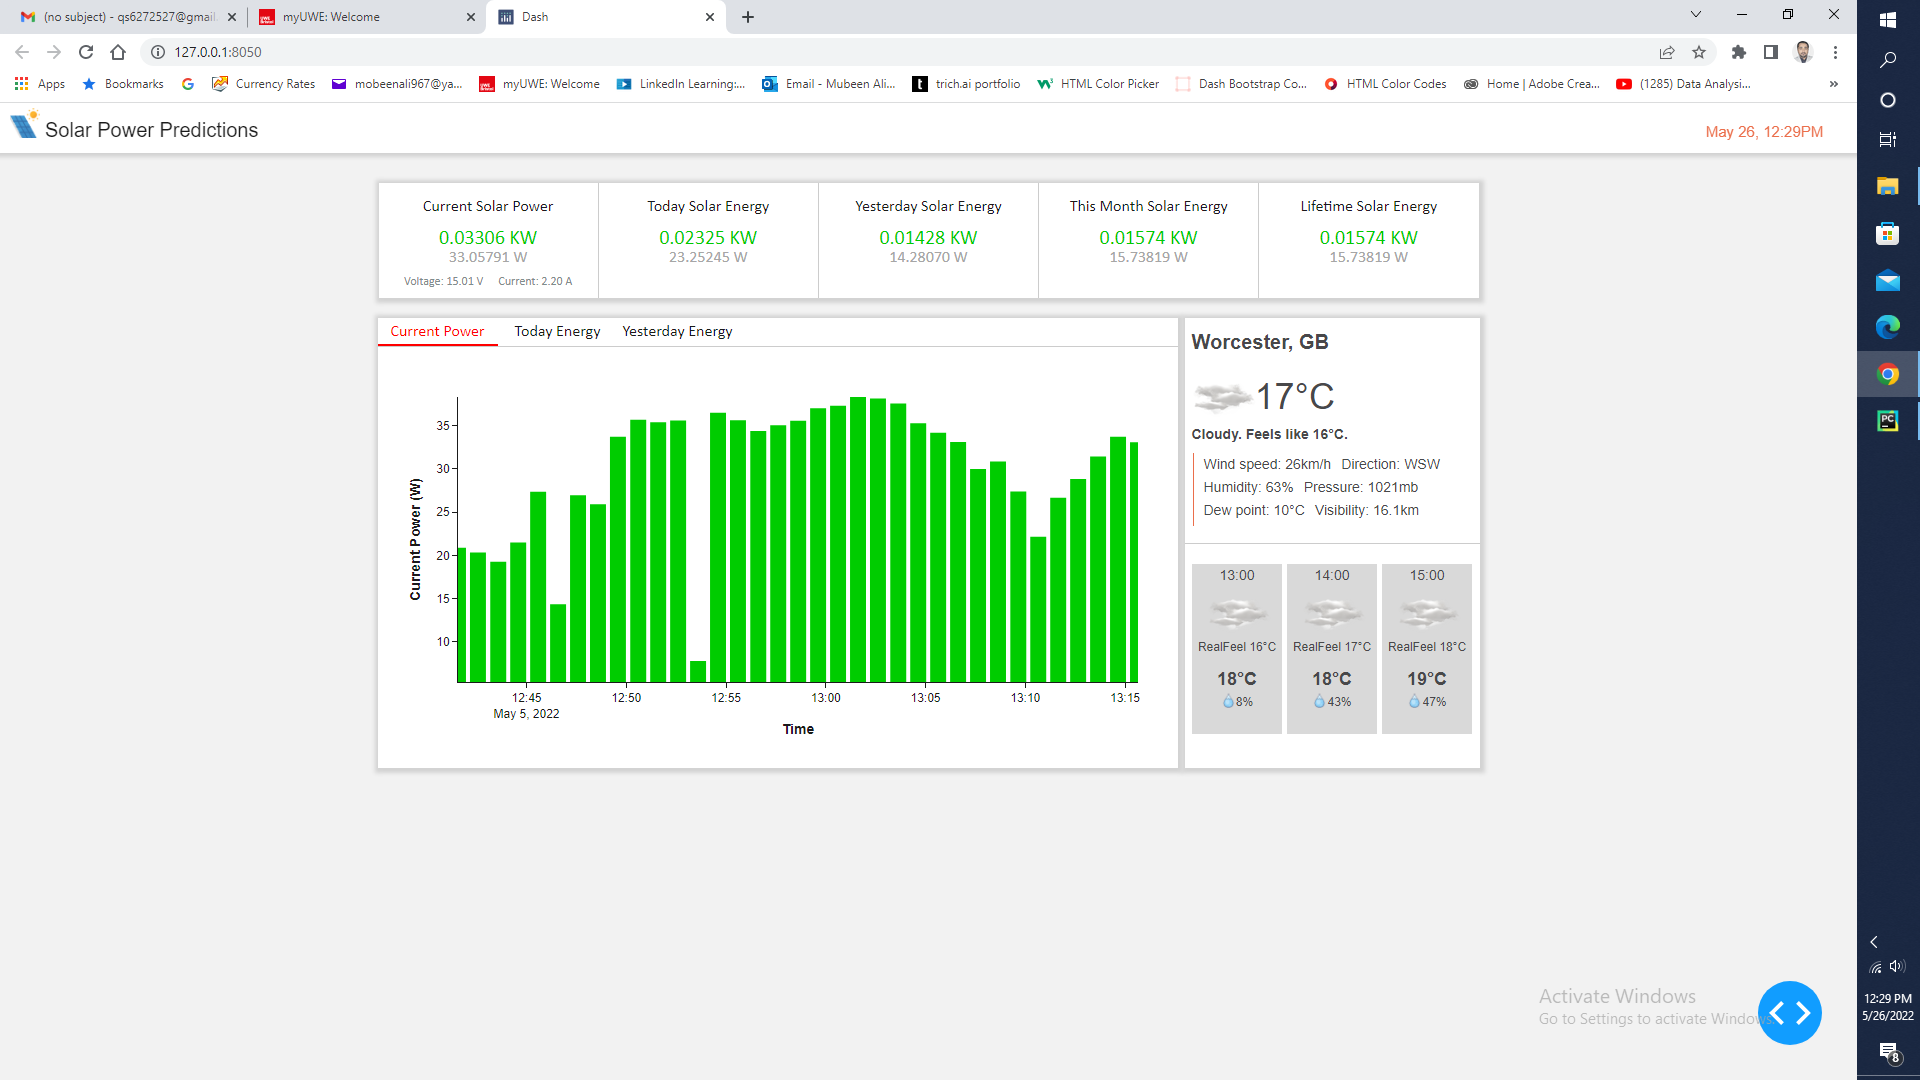 (no subject) - qs6272527@gmail.
myUWE: Welcome
Dash
127.0.0.1:8050
Apps
Bookmarks
Currency Rates
mobeenali967@ya...
myUWE: Welcome
LinkedIn Learning:...
Email - Mubeen Ali...
trich.ai portfolio
HTML Color Picker
Dash Bootstrap Co...
HTML Color Codes
Home | Adobe Crea...
(1285) Data Analysi...
»
Solar Power Predictions
May 26, 12:29PM
Current Solar Power
0.03306 KW
33.05791 W
Voltage: 15.01 V Current: 2.20 A
Today Solar Energy
0.02325 KW
23.25245 W
Yesterday Solar Energy
0.01428 KW
14.28070 W
This Month Solar Energy
0.01574 KW
15.73819 W
Lifetime Solar Energy
0.01574 KW
15.73819 W
Current Power
Today Energy
Yesterday Energy
Current Power (W)
35
30
25
20
15
10
12:45
May 5, 2022
12:50
12:55
13:00
13:05
13:10
13:15
Time
Worcester, GB
17°C
Cloudy. Feels like 16°C.
Wind speed: 26km/h Direction: WSW
Humidity: 63% Pressure: 1021mb
Dew point: 10°C Visibility: 16.1km
13:00
RealFeel 16°C
18°C
8%
14:00
RealFeel 17°C
18°C
43%
15:00
RealFeel 18°C
19°C
47%
Activate Windows
Go to Settings to activate Windows.
12:29 PM
5/26/2022
8